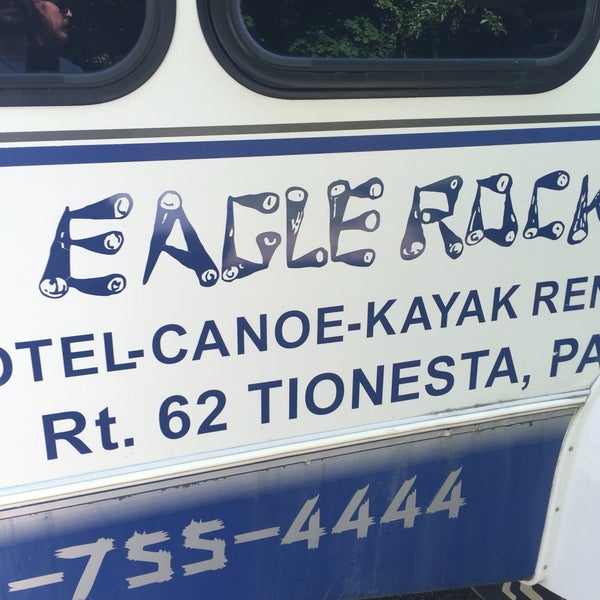 EAGLE ROCK
OTEL-CANOE-KAYAK REN
Rt. 62 TIONESTA, PA
-755-4444